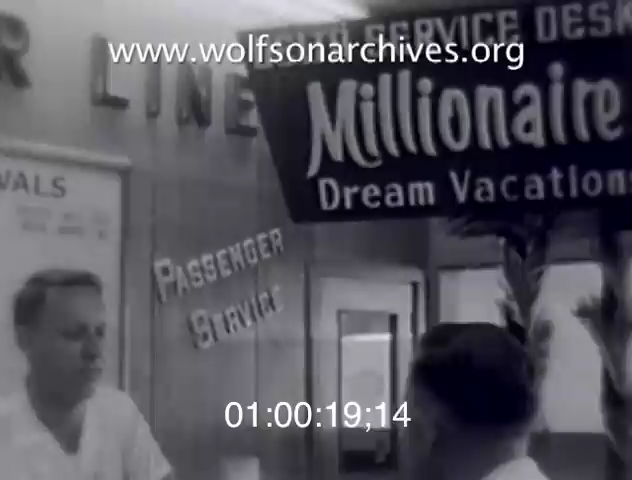 www.wolfsonarchives.org
SERVICE DESK
R LINE
Millionaire
Dream Vacations
VALS
PASSENGER
SERVICE
01:00:19;14